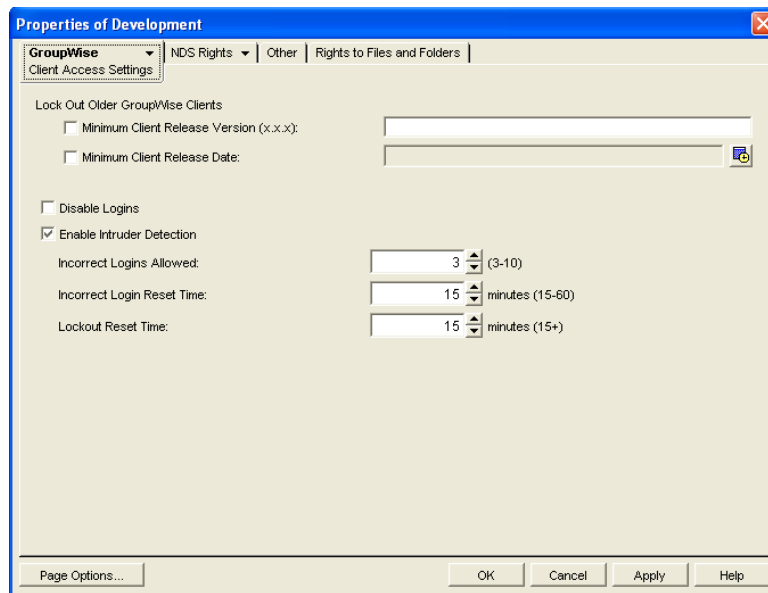 Properties of Development
GroupWise NDS Rights Other Rights to Files and Folders
Client Access Settings
Lock Out Older GroupWise Clients
Minimum Client Release Version (x.x.x):
Minimum Client Release Date:
Disable Logins
Enable Intruder Detection
Incorrect Logins Allowed: 3 (3-10)
Incorrect Login Reset Time: 15 minutes (15-60)
Lockout Reset Time: 15 minutes (15+)
Page Options... OK Cancel Apply Help